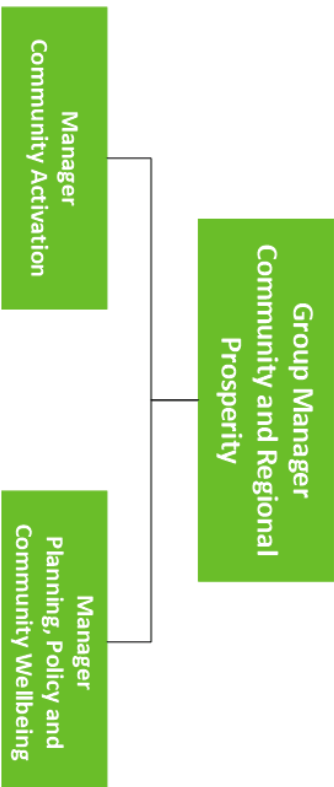 Group Manager
Community and Regional
Prosperity
Manager
Community Activation
Manager
Planning, Policy and
Community Wellbeing